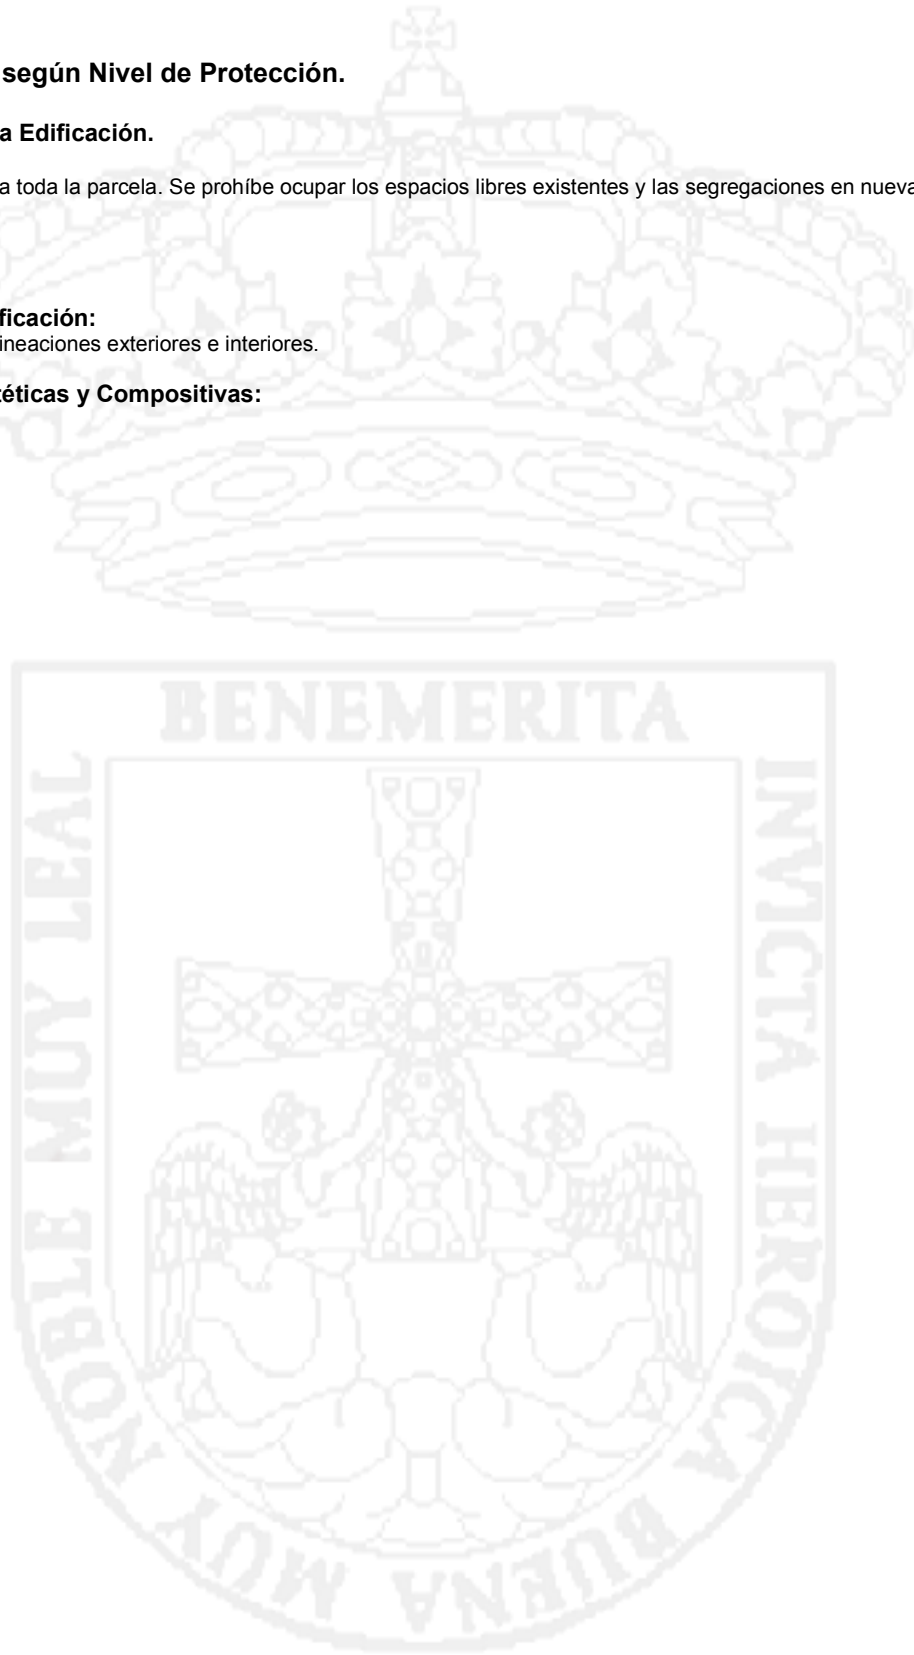 según Nivel de Protección.
a Edificación.
a toda la parcela. Se prohíbe ocupar los espacios libres existentes y las segregaciones en nueva
ficación:
ineaciones exteriores e interiores.
téticas y Compositivas:
BENEMERITA
INVICTA HEROICA BUENA
MUY NOBLE MUY LEAL